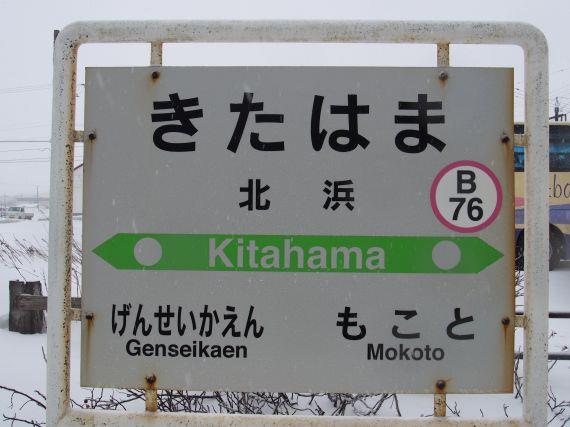 きたはま
北浜
B
76
Kitahama
げんせいかえん
Genseikaen
もこと
Mokoto